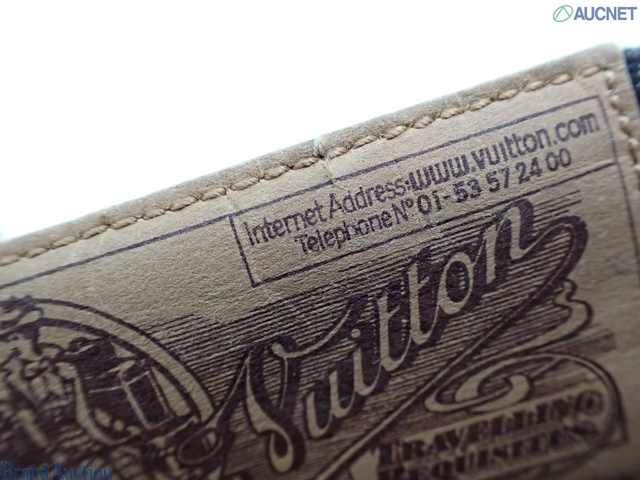 AUCNET
Internet Address:www.vuitton.com
Telephone N° 01-53 57 24 00
Vuitton
TRAVELLING
REQUISITES
Brand Auction